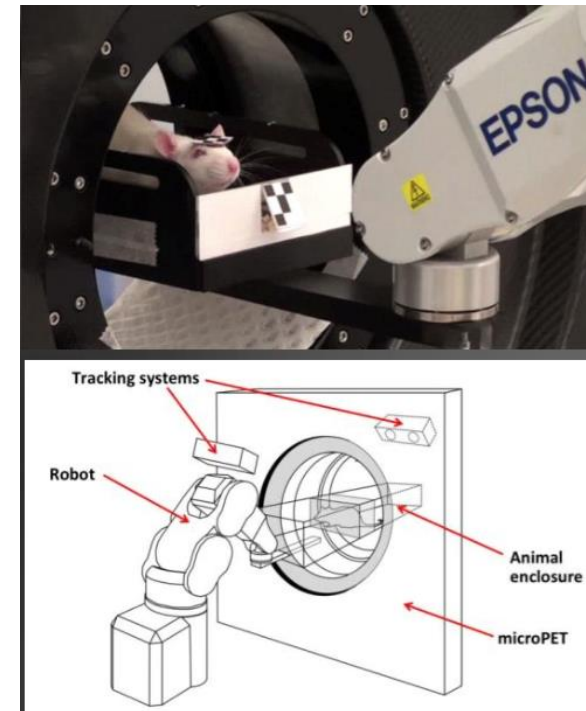 EPSON
Tracking systems
Robot
Animal
enclosure
microPET